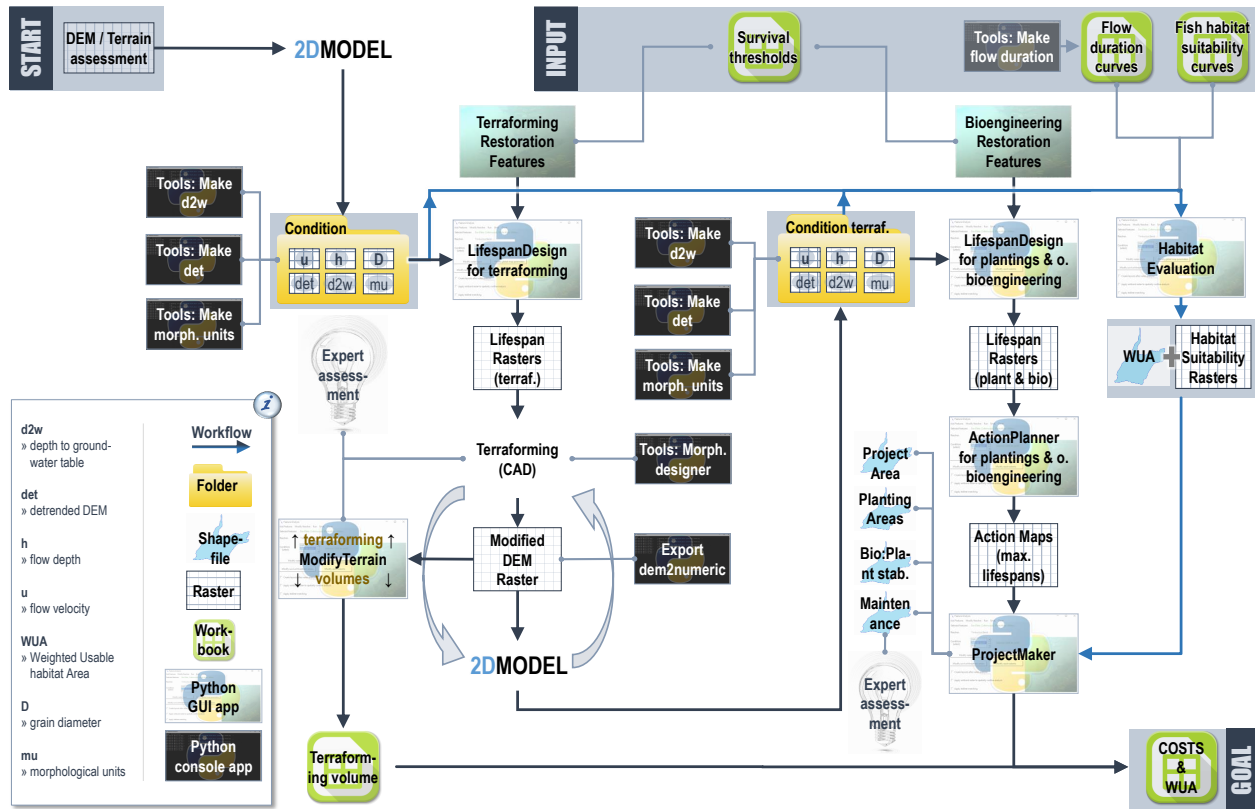 START
DEM / Terrain
assessment
2DMODEL
INPUT
Survival
thresholds
Tools: Make
flow duration
Flow
duration
curves
Fish habitat
suitability
curves
Terraforming
Restoration
Features
Bioengineering
Restoration
Features
Tools: Make
d2w
Tools: Make
det
Tools: Make
morph. units
Condition
u
h
D
det
d2w
mu
LifespanDesign
for terraforming
Tools: Make
d2w
Tools: Make
det
Tools: Make
morph. units
Condition terraf.
u
h
D
det
d2w
mu
LifespanDesign
for plantings & o.
bioengineering
Habitat
Evaluation
Expert
assess-
ment
Lifespan
Rasters
(terraf.)
Lifespan
Rasters
(plant & bio)
WUA
+
Habitat
Suitability
Rasters
Terraforming
(CAD)
Tools: Morph.
designer
ActionPlanner
for plantings & o.
bioengineering
Project
Area
Planting
Areas
Bio:Pla-
nt stab.
Mainten
ance
↑ terraforming ↑
ModifyTerrain
↓ volumes ↓
Modified
DEM
Raster
Export
dem2numeric
Action Maps
(max.
lifespans)
2DMODEL
ProjectMaker
Expert
assess-
ment
Terraform-
ing volume
COSTS
&
WUA
GOAL
i
d2w
» depth to ground-
water table
det
» detrended DEM
h
» flow depth
u
» flow velocity
WUA
» Weighted Usable
habitat Area
D
» grain diameter
mu
» morphological units
Workflow
Folder
Shape-
file
Raster
Work-
book
Python
GUI app
Python
console app